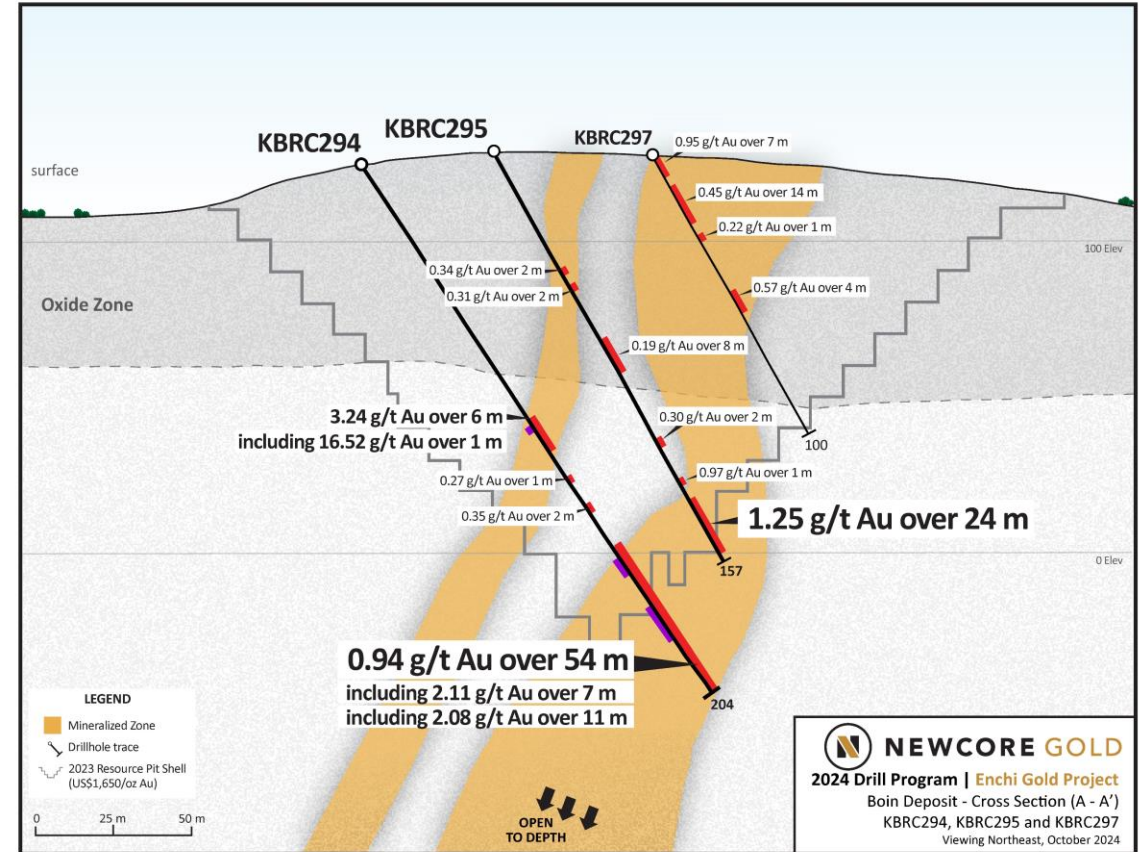 KBRC294
KBRC295
KBRC297
surface
0.95 g/t Au over 7 m
0.45 g/t Au over 14 m
0.22 g/t Au over 1 m
100 Elev
0.34 g/t Au over 2 m
0.31 g/t Au over 2 m
0.57 g/t Au over 4 m
Oxide Zone
0.19 g/t Au over 8 m
3.24 g/t Au over 6 m
including 16.52 g/t Au over 1 m
0.30 g/t Au over 2 m
100
0.27 g/t Au over 1 m
0.97 g/t Au over 1 m
0.35 g/t Au over 2 m
1.25 g/t Au over 24 m
0 Elev
157
0.94 g/t Au over 54 m
including 2.11 g/t Au over 7 m
including 2.08 g/t Au over 11 m
204
LEGEND
Mineralized Zone
Drillhole trace
2023 Resource Pit Shell
(US$1,650/oz Au)
0 25 m 50 m
OPEN
TO DEPTH
NEWCORE GOLD
2024 Drill Program | Enchi Gold Project
Boin Deposit - Cross Section (A - A')
KBRC294, KBRC295 and KBRC297
Viewing Northeast, October 2024